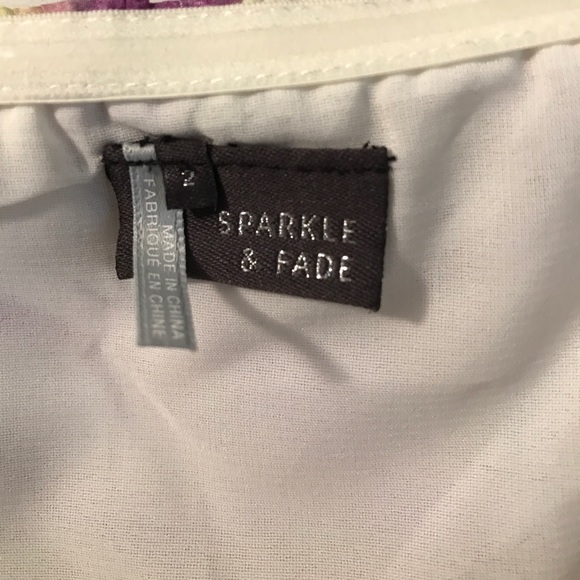 2
SPARKLE
& FADE
MADE IN CHINA
FABRIQUÉ EN CHINE